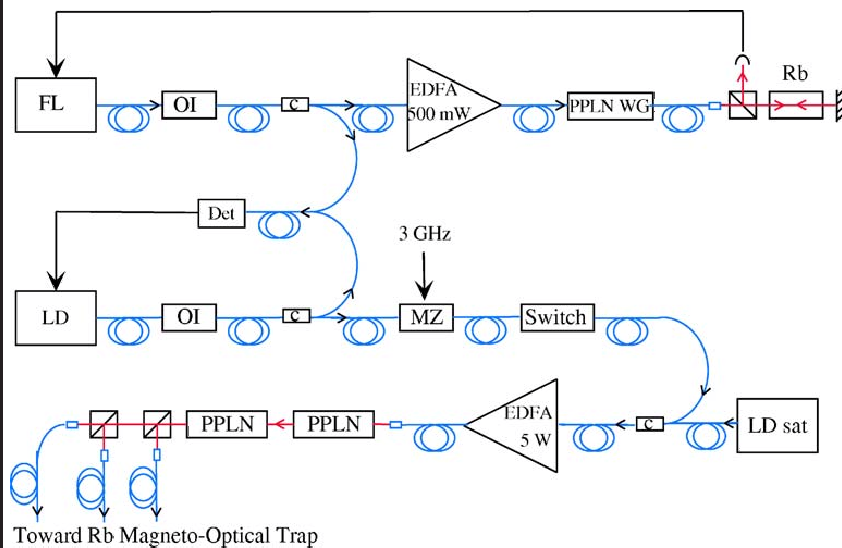 Rb
FL
OI
c
EDFA
500 mW
PPLN WG
Det
3 GHz
LD
OI
c
MZ
Switch
PPLN
PPLN
EDFA
5 W
c
LD sat
Toward Rb Magneto-Optical Trap